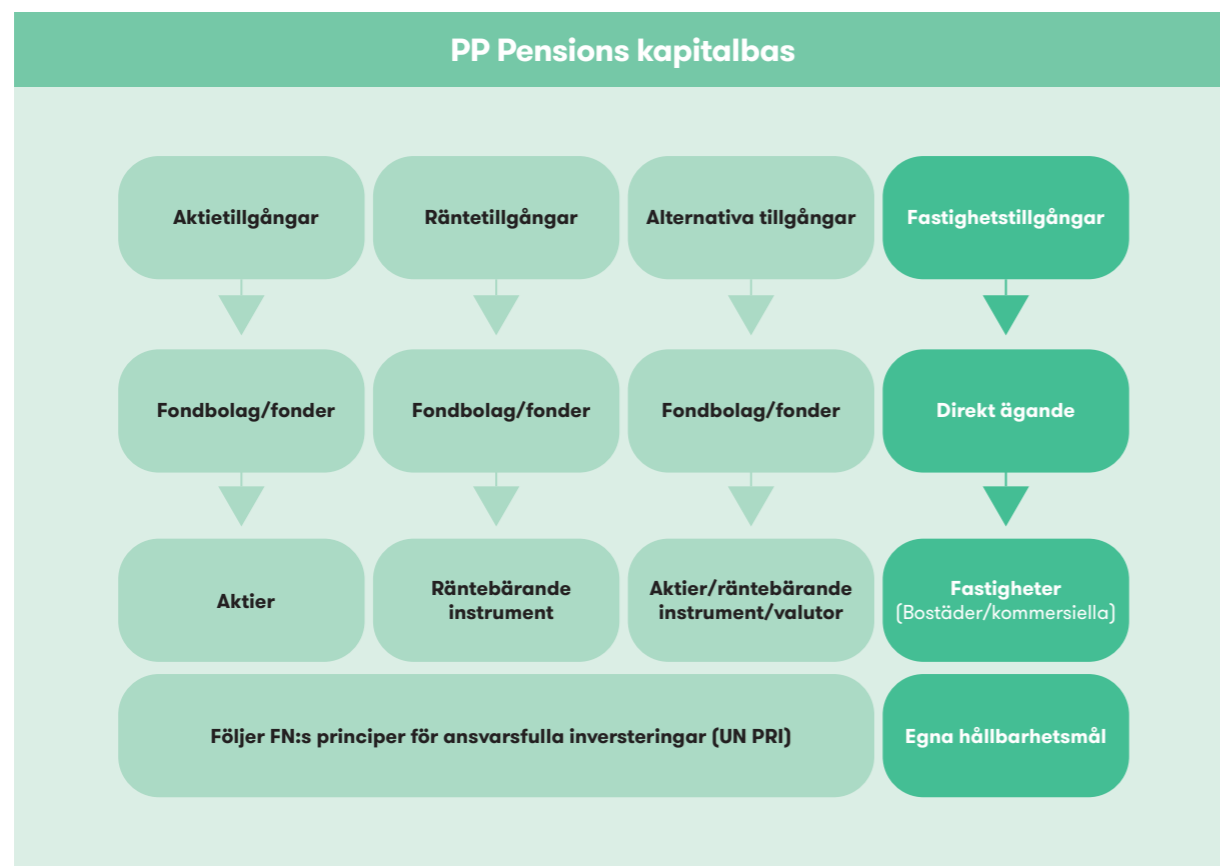 PP Pensions kapitalbas
Aktietillgångar
Räntetillgångar
Alternativa tillgångar
Fastighetstillgångar
Fondbolag/fonder
Fondbolag/fonder
Fondbolag/fonder
Direkt ägande
Aktier
Räntebärande
instrument
Aktier/räntebärande
instrument/valutor
Fastigheter
(Bostäder/kommersiella)
Följer FN:s principer för ansvarsfulla inversteringar (UN PRI)
Egna hållbarhetsmål